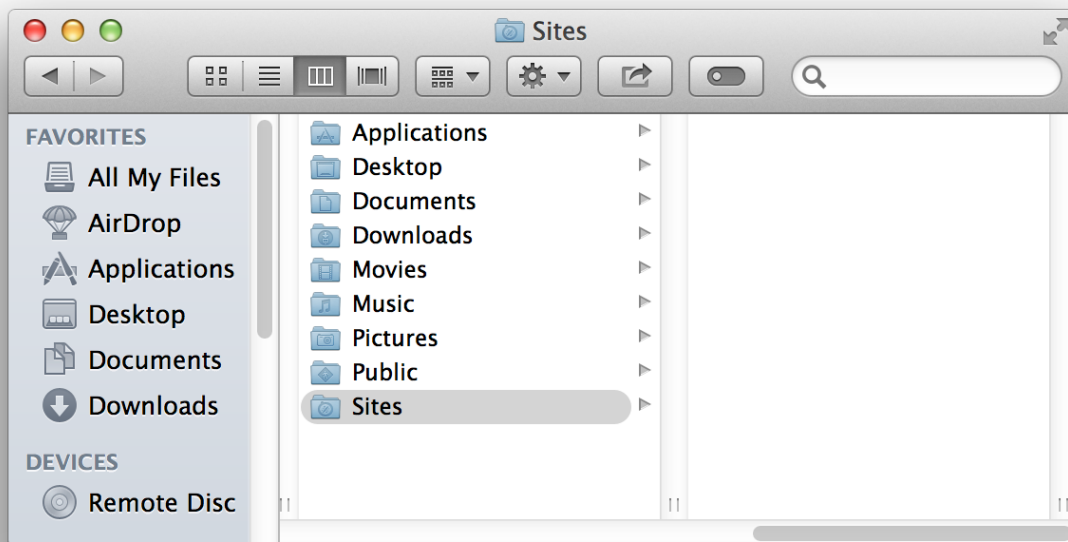 Sites
FAVORITES
All My Files
AirDrop
Applications
Desktop
Documents
Downloads
DEVICES
Remote Disc
Applications
Desktop
Documents
Downloads
Movies
Music
Pictures
Public
Sites